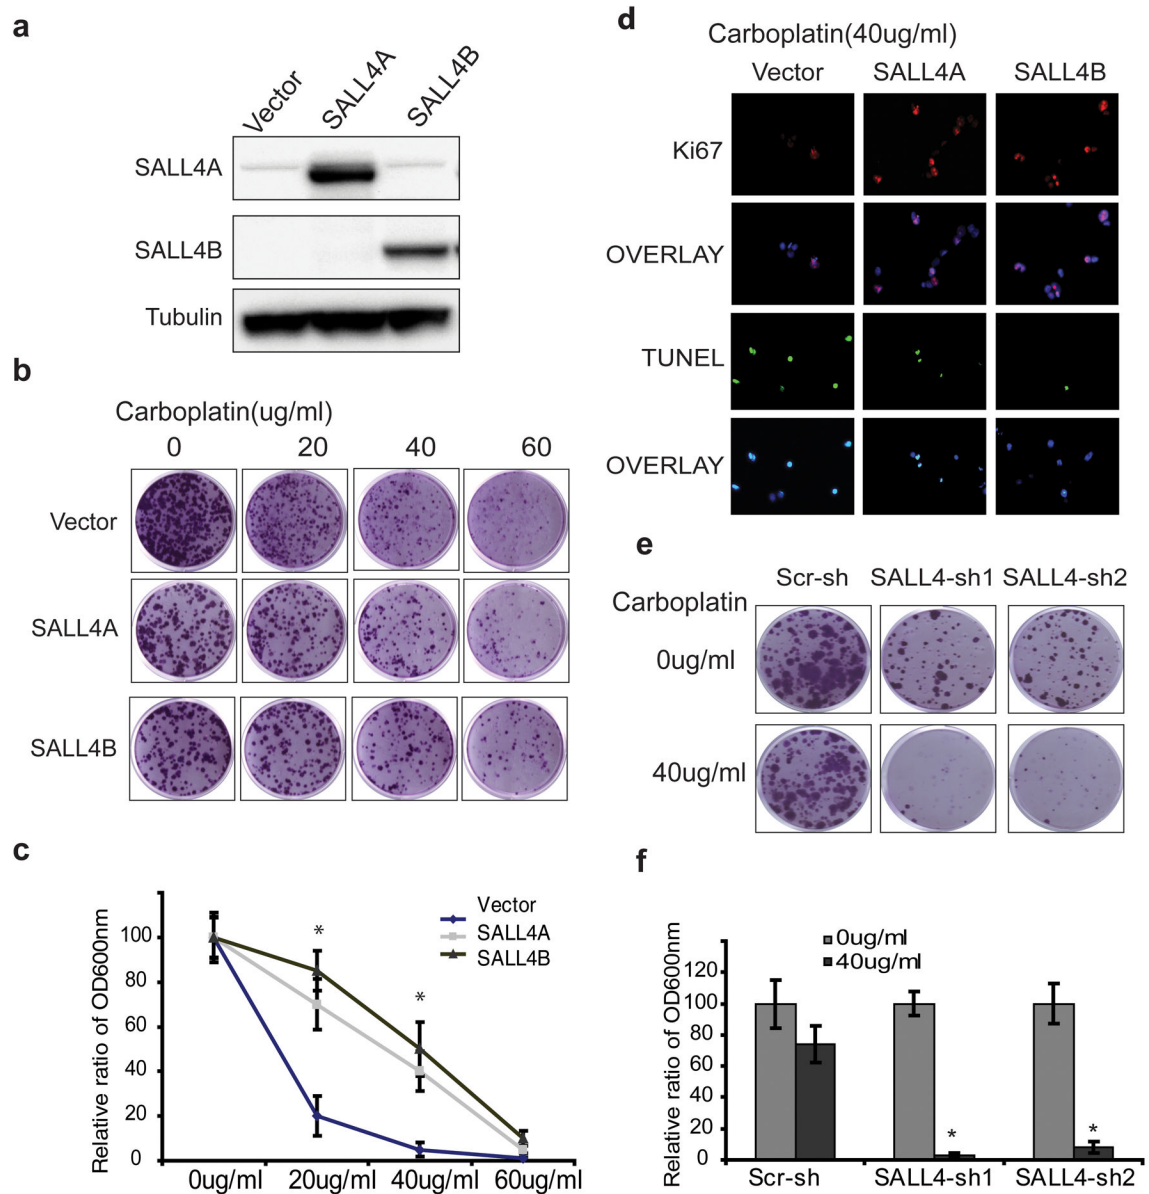 a
Vector
SALL4A
SALL4B
SALL4A
SALL4B
Tubulin
b
Carboplatin(ug/ml)
0 20 40 60
Vector
SALL4A
SALL4B
c
Relative ratio of OD600nm
100
80
60
40
20
0
* *
Vector
SALL4A
SALL4B
0ug/ml 20ug/ml 40ug/ml 60ug/ml
d
Carboplatin(40ug/ml)
Vector SALL4A SALL4B
Ki67
OVERLAY
TUNEL
OVERLAY
e
Scr-sh SALL4-sh1 SALL4-sh2
Carboplatin
0ug/ml
40ug/ml
f
Relative ratio of OD600nm
0ug/ml
40ug/ml
120
100
80
60
40
20
0
* *
Scr-sh SALL4-sh1 SALL4-sh2